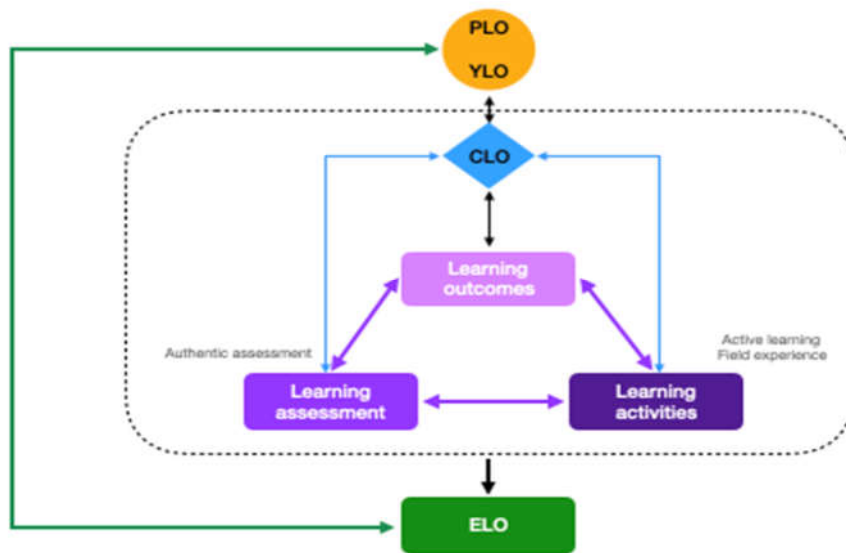 PLO
YLO
CLO
Learning
outcomes
Authentic assessment
Active learning
Field experience
Learning
assessment
Learning
activities
ELO